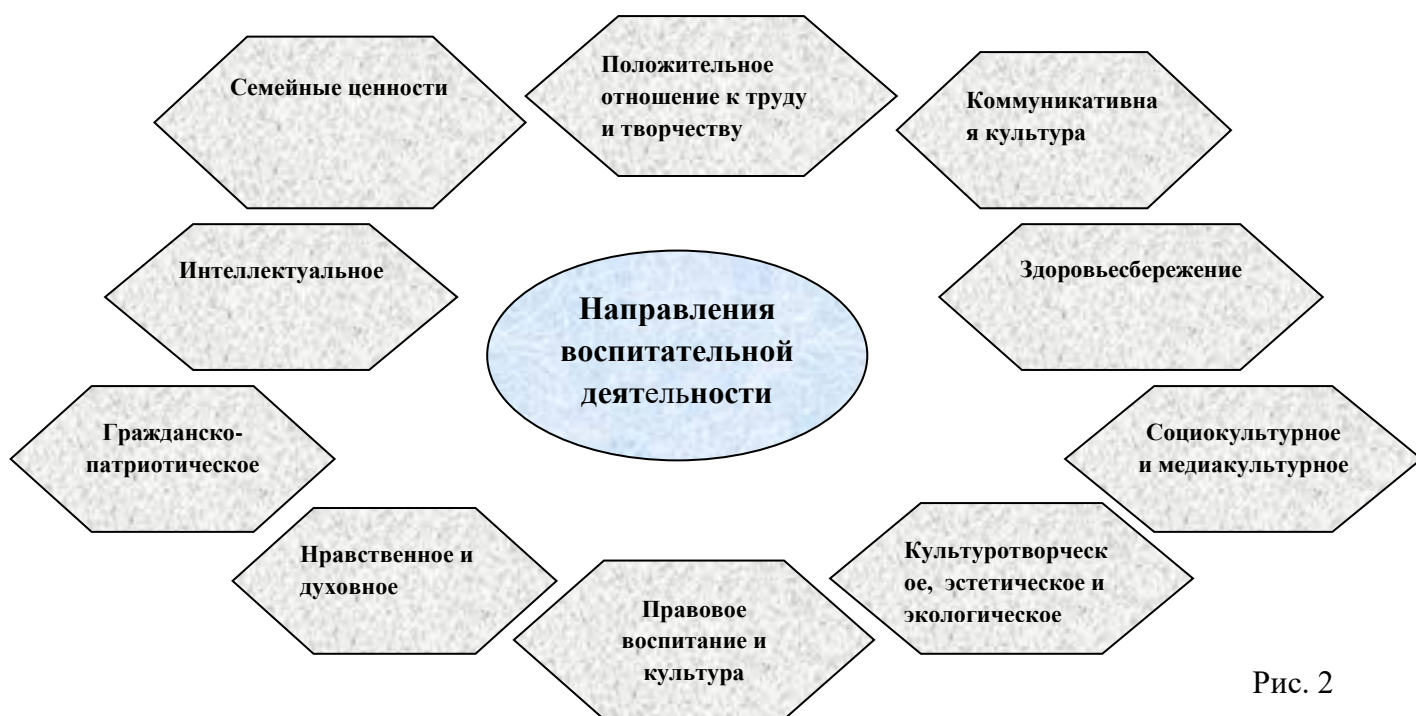 Семейные ценности
Положительное
отношение к труду
и творчеству
Коммуникативна
я культура
Интеллектуальное
Направления
воспитательной
деятельности
Здоровьесбережение
Гражданско-
патриотическое
Социокультурное
и медиакультурное
Нравственное и
духовное
Правовое
воспитание и
культура
Культуротворческ
ое, эстетическое и
экологическое
Рис. 2